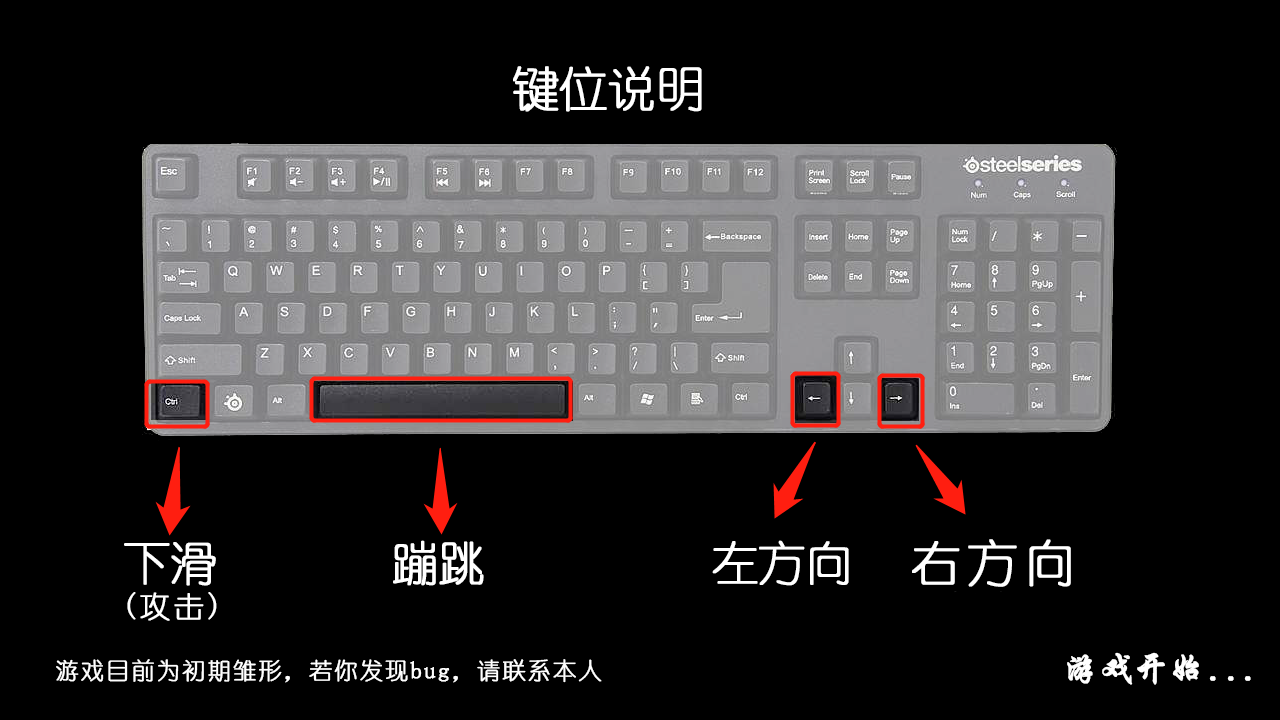 键位说明
Esc F1 F2 F3 F4 F5 F6 F7 F8 F9 F10 F11 F12 Print Screen Scroll Lock Pause
steelseries
Num Caps Scroll
~ ` ! 1 @ 2 # 3 $ 4 % 5 ^ 6 & 7 * 8 ( 9 ) 0 — - + = ←Backspace Insert Home Page Up Num Lock / * —
Tab Q W E R T Y U I O P { [ } ] Delete End Page Down 7 Home 8 ↑ 9 PgUp +
Caps Lock A S D F G H J K L : ; " , Enter 4 ← 5 6 →
Shift Z X C V B N M < , > . ? / | \ Shift ↑ 1 End 2 ↓ 3 PgDn Enter
Ctrl Alt Alt Ctrl ← ↓ → 0 Ins . Del
下滑 蹦跳 左方向 右方向
(攻击)
游戏目前为初期雏形，若你发现bug，请联系本人
游戏开始...